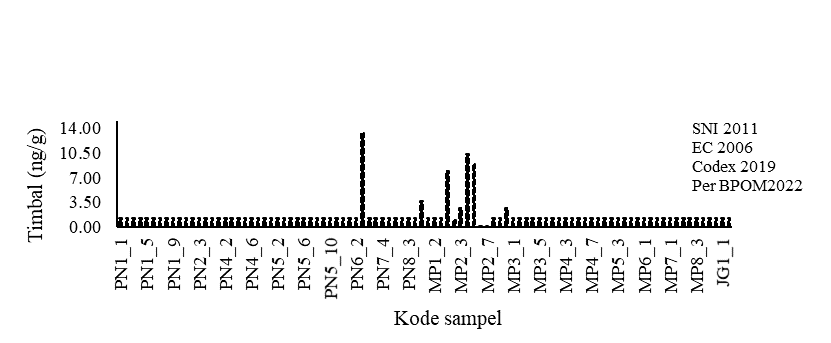 Timbal (ng/g)
14.00
10.50
7.00
3.50
0.00
SNI 2011
EC 2006
Codex 2019
Per BPOM2022
PN1_1
PN1_5
PN1_9
PN2_3
PN4_2
PN4_6
PN5_2
PN5_6
PN5_10
PN6_2
PN7_4
PN8_3
MP1_2
MP2_3
MP2_7
MP3_1
MP3_5
MP4_3
MP4_7
MP5_3
MP6_1
MP7_1
MP8_3
JG1_1
Kode sampel